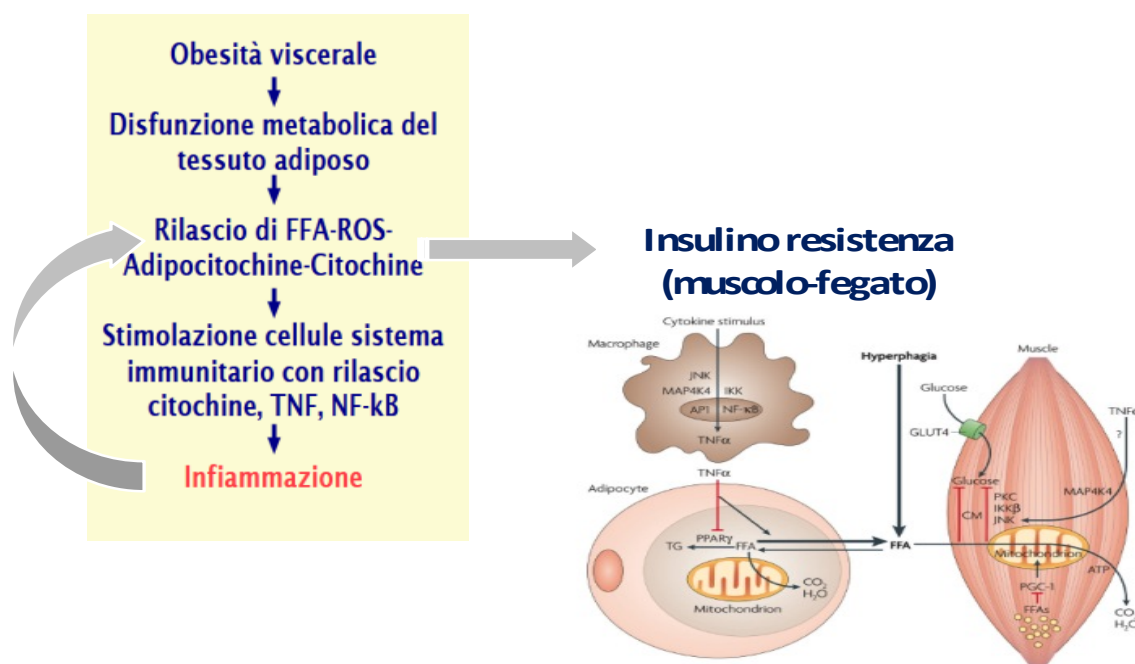 Obesità viscerale
Disfunzione metabolica del
tessuto adiposo
Rilascio di FFA-ROS-
Adipocitochine-Citochine
Stimolazione cellule sistema
immunitario con rilascio
citochine, TNF, NF-kB
Infiammazione
Insulino resistenza
(muscolo-fegato)
Cytokine stimulus
Macrophage
JNK
MAP4K4 IKK
AP1 NF-κB
TNFα
TNFα
Adipocyte
PPARγ
TG FFA
CO₂
H₂O
Mitochondrion
Hyperphagia
FFA
Muscle
Glucose
GLUT4
TNFα
?
Glucose
MAP4K4
PKC
IKKβ
JNK
CM
Mitochondrion
ATP
PGC-1
FFAs
CO
H₂O